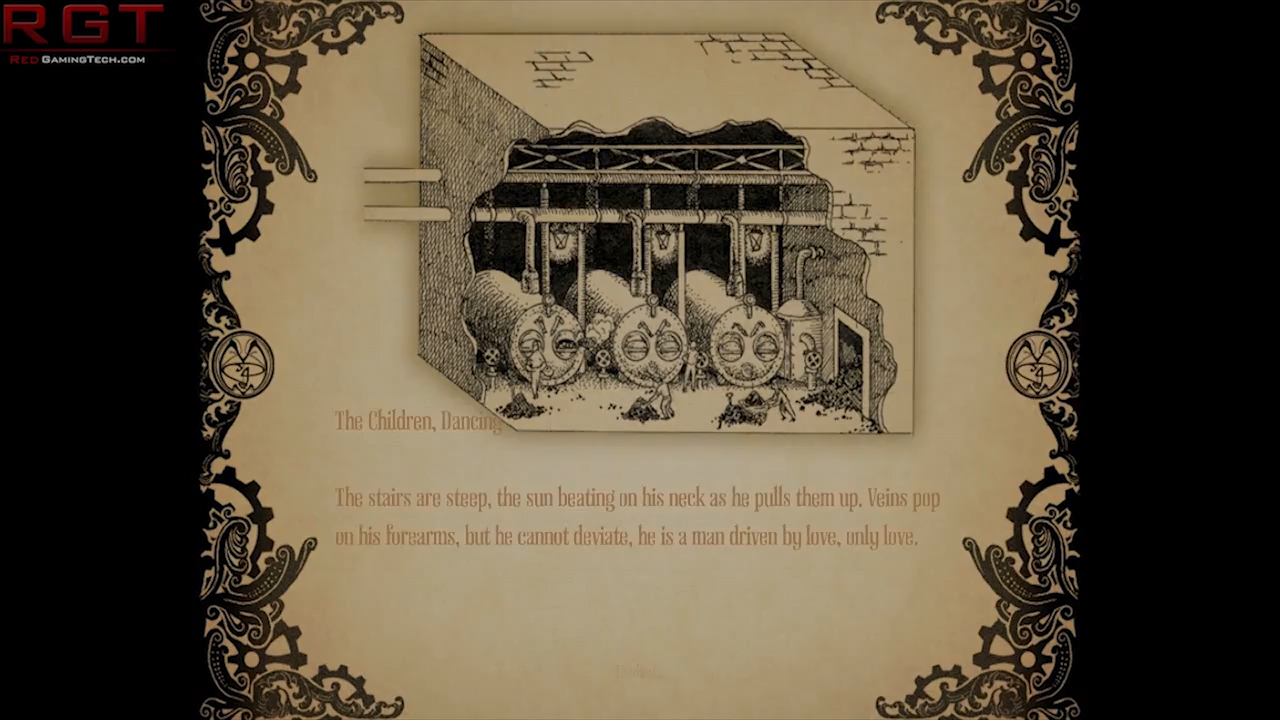 RGT
RED GAMINGTECH.COM
The Children, Dancing
The stairs are steep, the sun beating on his neck as he pulls them up. Veins pop
on his forearms, but he cannot deviate, he is a man driven by love, only love.